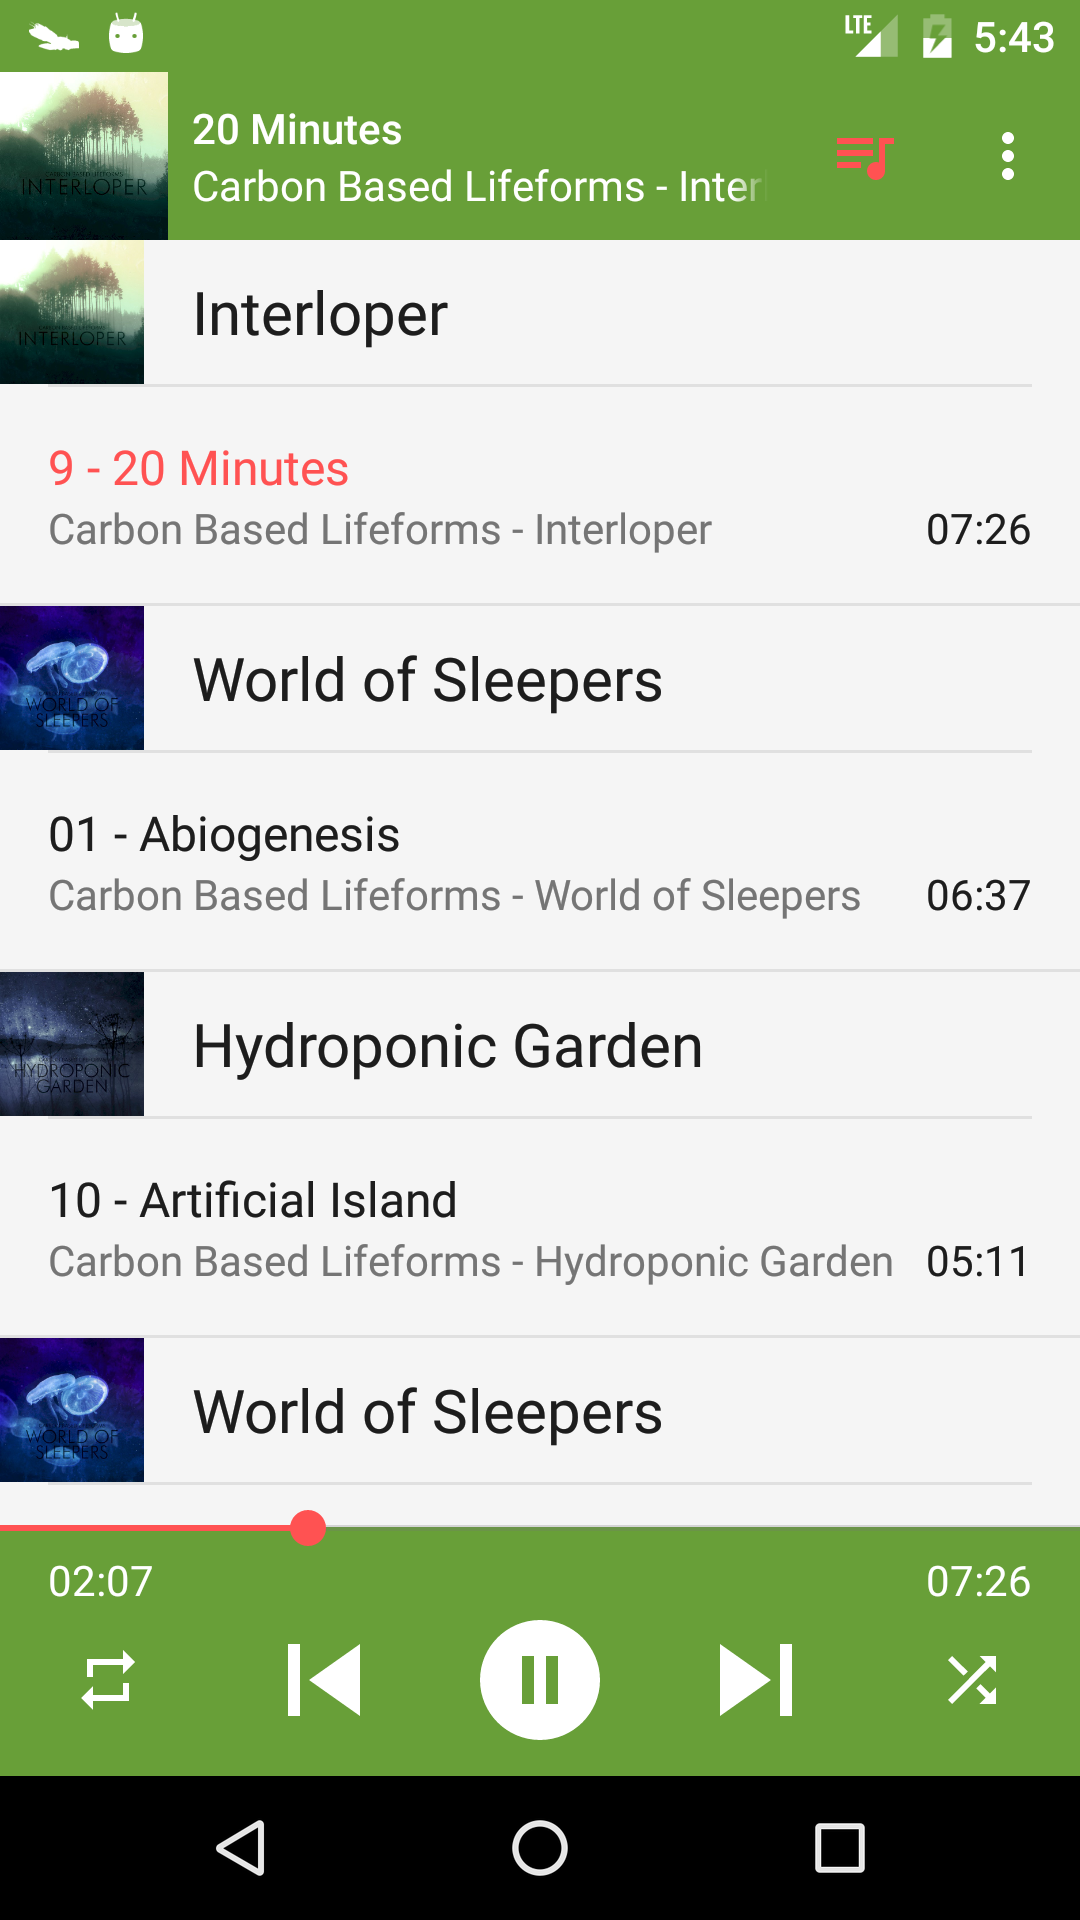 LTE 5:43
20 Minutes
Carbon Based Lifeforms - Inter
INTERLOPER
INTERLOPER
Interloper
9 - 20 Minutes
Carbon Based Lifeforms - Interloper 07:26
WORLD OF
SLEEPERS
World of Sleepers
01 - Abiogenesis
Carbon Based Lifeforms - World of Sleepers 06:37
HYDROPONIC
GARDEN
Hydroponic Garden
10 - Artificial Island
Carbon Based Lifeforms - Hydroponic Garden 05:11
WORLD OF
SLEEPERS
World of Sleepers
02:07 07:26